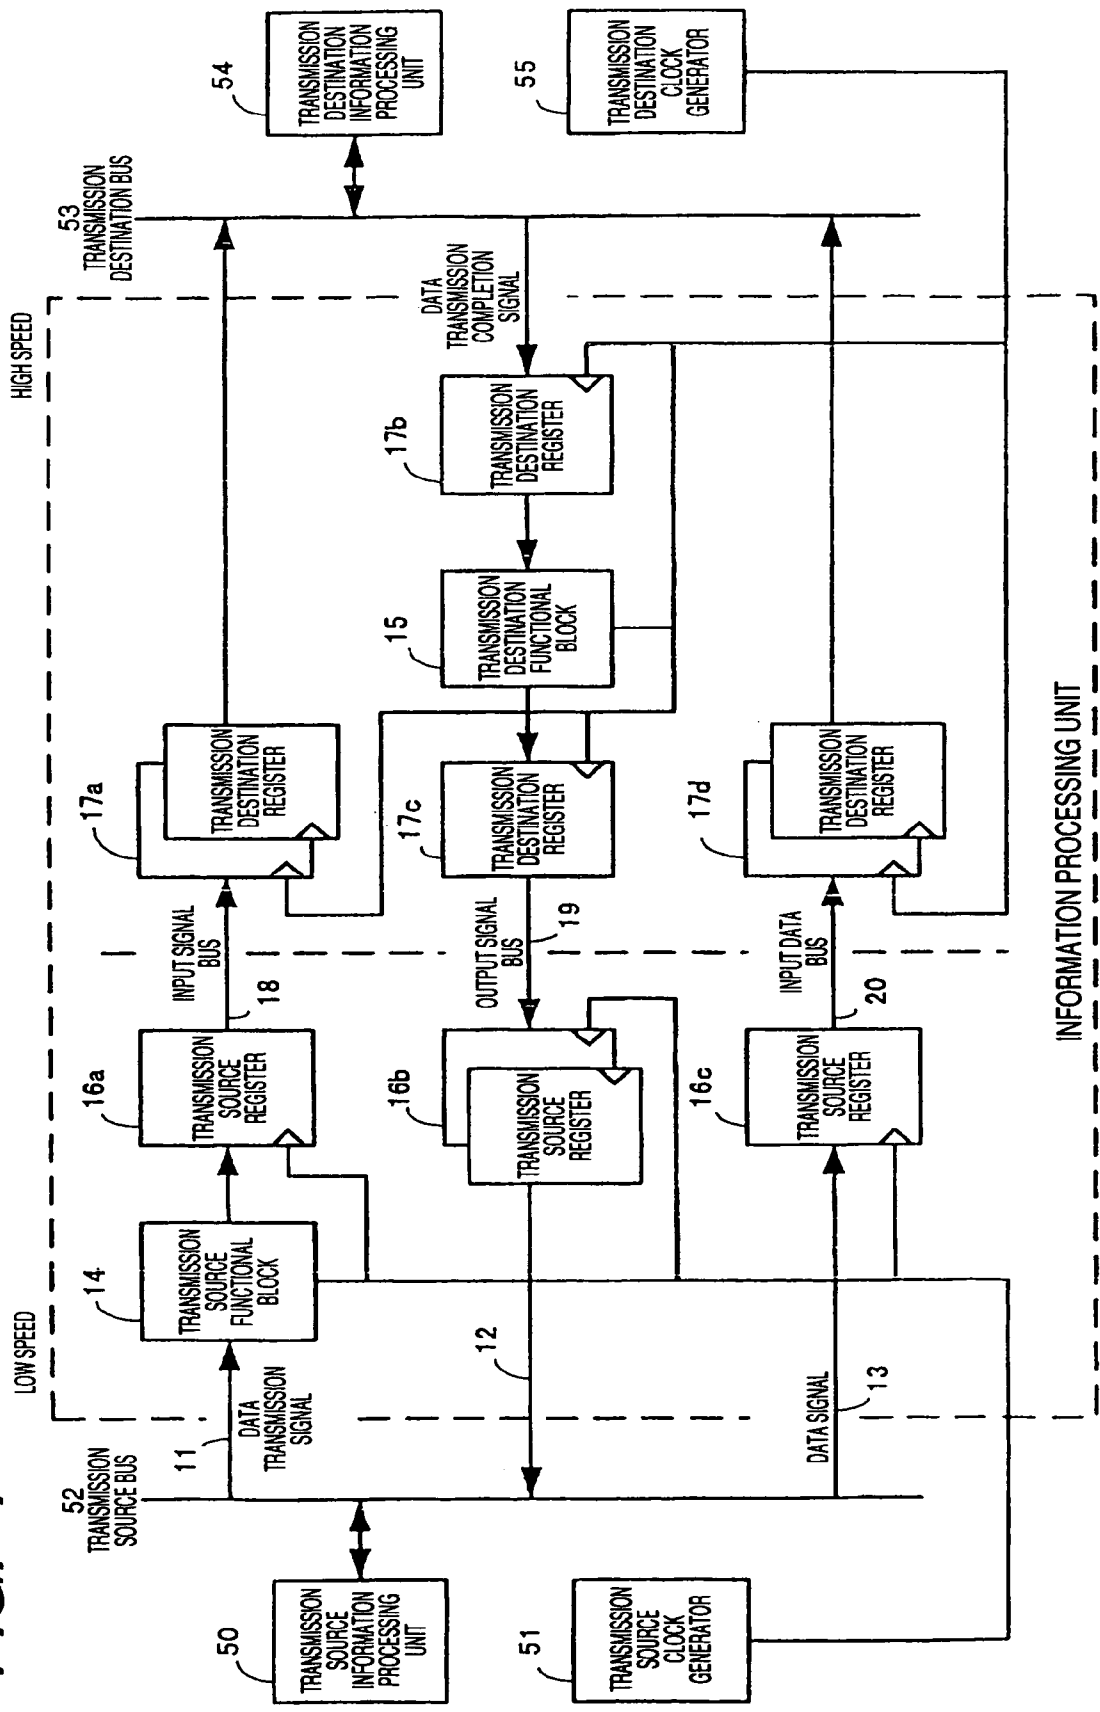 LOW SPEED
HIGH SPEED
52
TRANSMISSION
SOURCE BUS
11
DATA
TRANSMISSION
SIGNAL
14
TRANSMISSION
SOURCE
FUNCTIONAL
BLOCK
16a
TRANSMISSION
SOURCE
REGISTER
INPUT SIGNAL
BUS
18
17a
TRANSMISSION
DESTINATION
REGISTER
53
TRANSMISSION
DESTINATION BUS
50
TRANSMISSION
SOURCE
INFORMATION
PROCESSING
UNIT
54
TRANSMISSION
DESTINATION
INFORMATION
PROCESSING
UNIT
12
16b
TRANSMISSION
SOURCE
REGISTER
OUTPUT SIGNAL
BUS
19
17c
TRANSMISSION
DESTINATION
REGISTER
15
TRANSMISSION
DESTINATION
FUNCTIONAL
BLOCK
17b
TRANSMISSION
DESTINATION
REGISTER
DATA
TRANSMISSION
COMPLETION
SIGNAL
51
TRANSMISSION
SOURCE
CLOCK
GENERATOR
55
TRANSMISSION
DESTINATION
CLOCK
GENERATOR
DATA SIGNAL
13
16c
TRANSMISSION
SOURCE
REGISTER
INPUT DATA
BUS
20
17d
TRANSMISSION
DESTINATION
REGISTER
INFORMATION PROCESSING UNIT